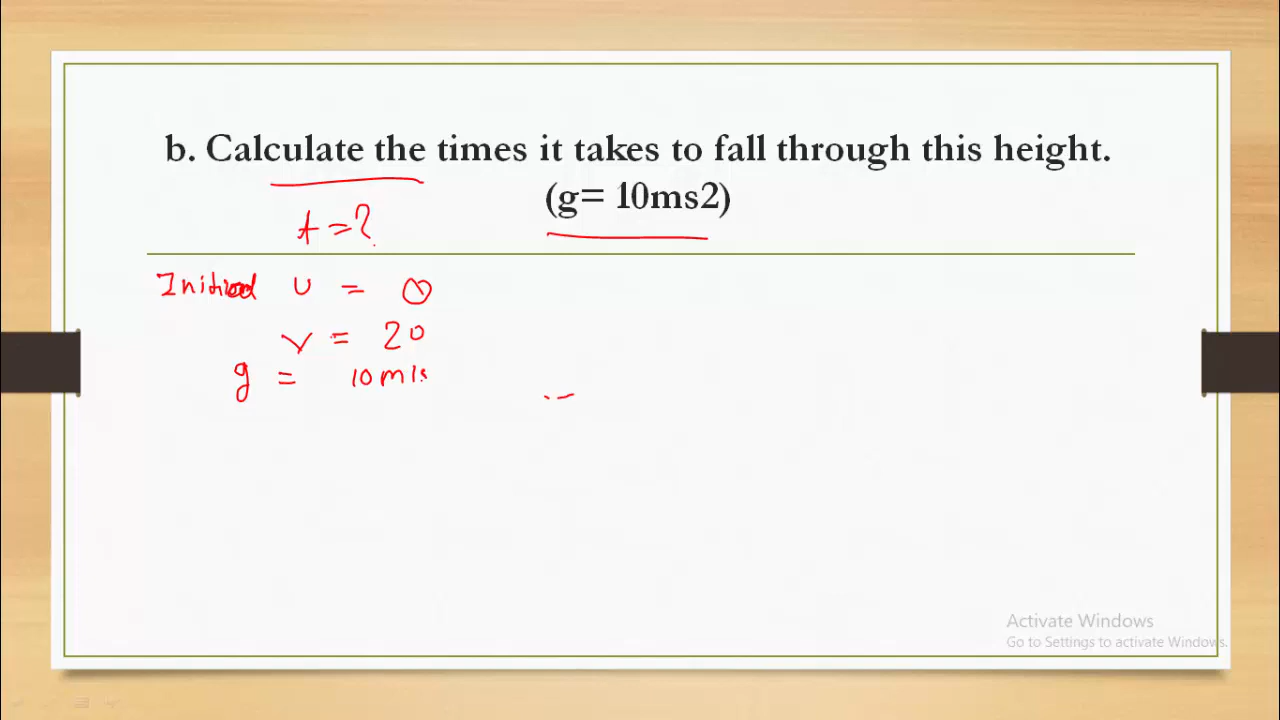 b. Calculate the times it takes to fall through this height.
(g= 10ms2)
t = ?
Initial u = 0
v = 20
g = 10 m/s
Activate Windows
Go to Settings to activate Windows.